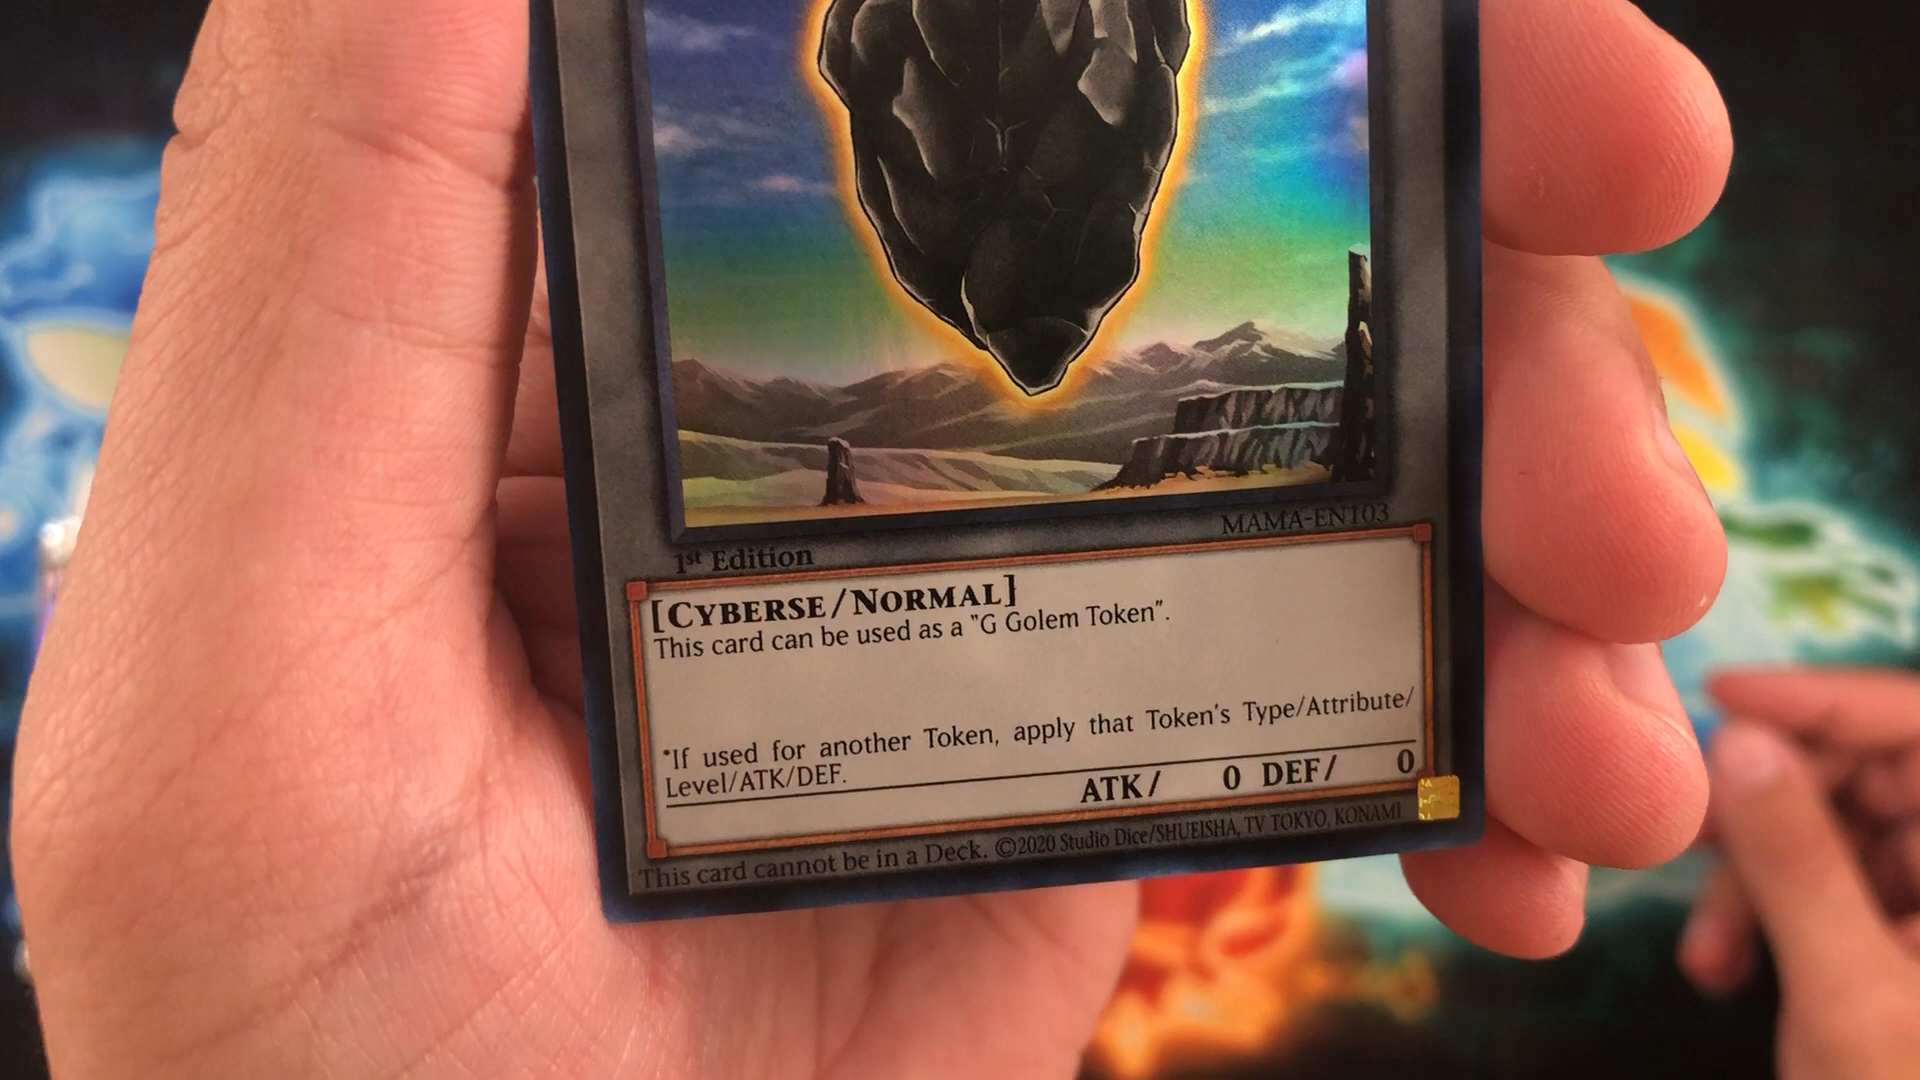 MAMA-EN103
1st Edition
[CYBERSE/NORMAL]
This card can be used as a "G Golem Token".
*If used for another Token, apply that Token's Type/Attribute/
Level/ATK/DEF.
ATK/ 0 DEF/ 0
This card cannot be in a Deck. ©2020 Studio Dice/SHUEISHA, TV TOKYO, KONAMI